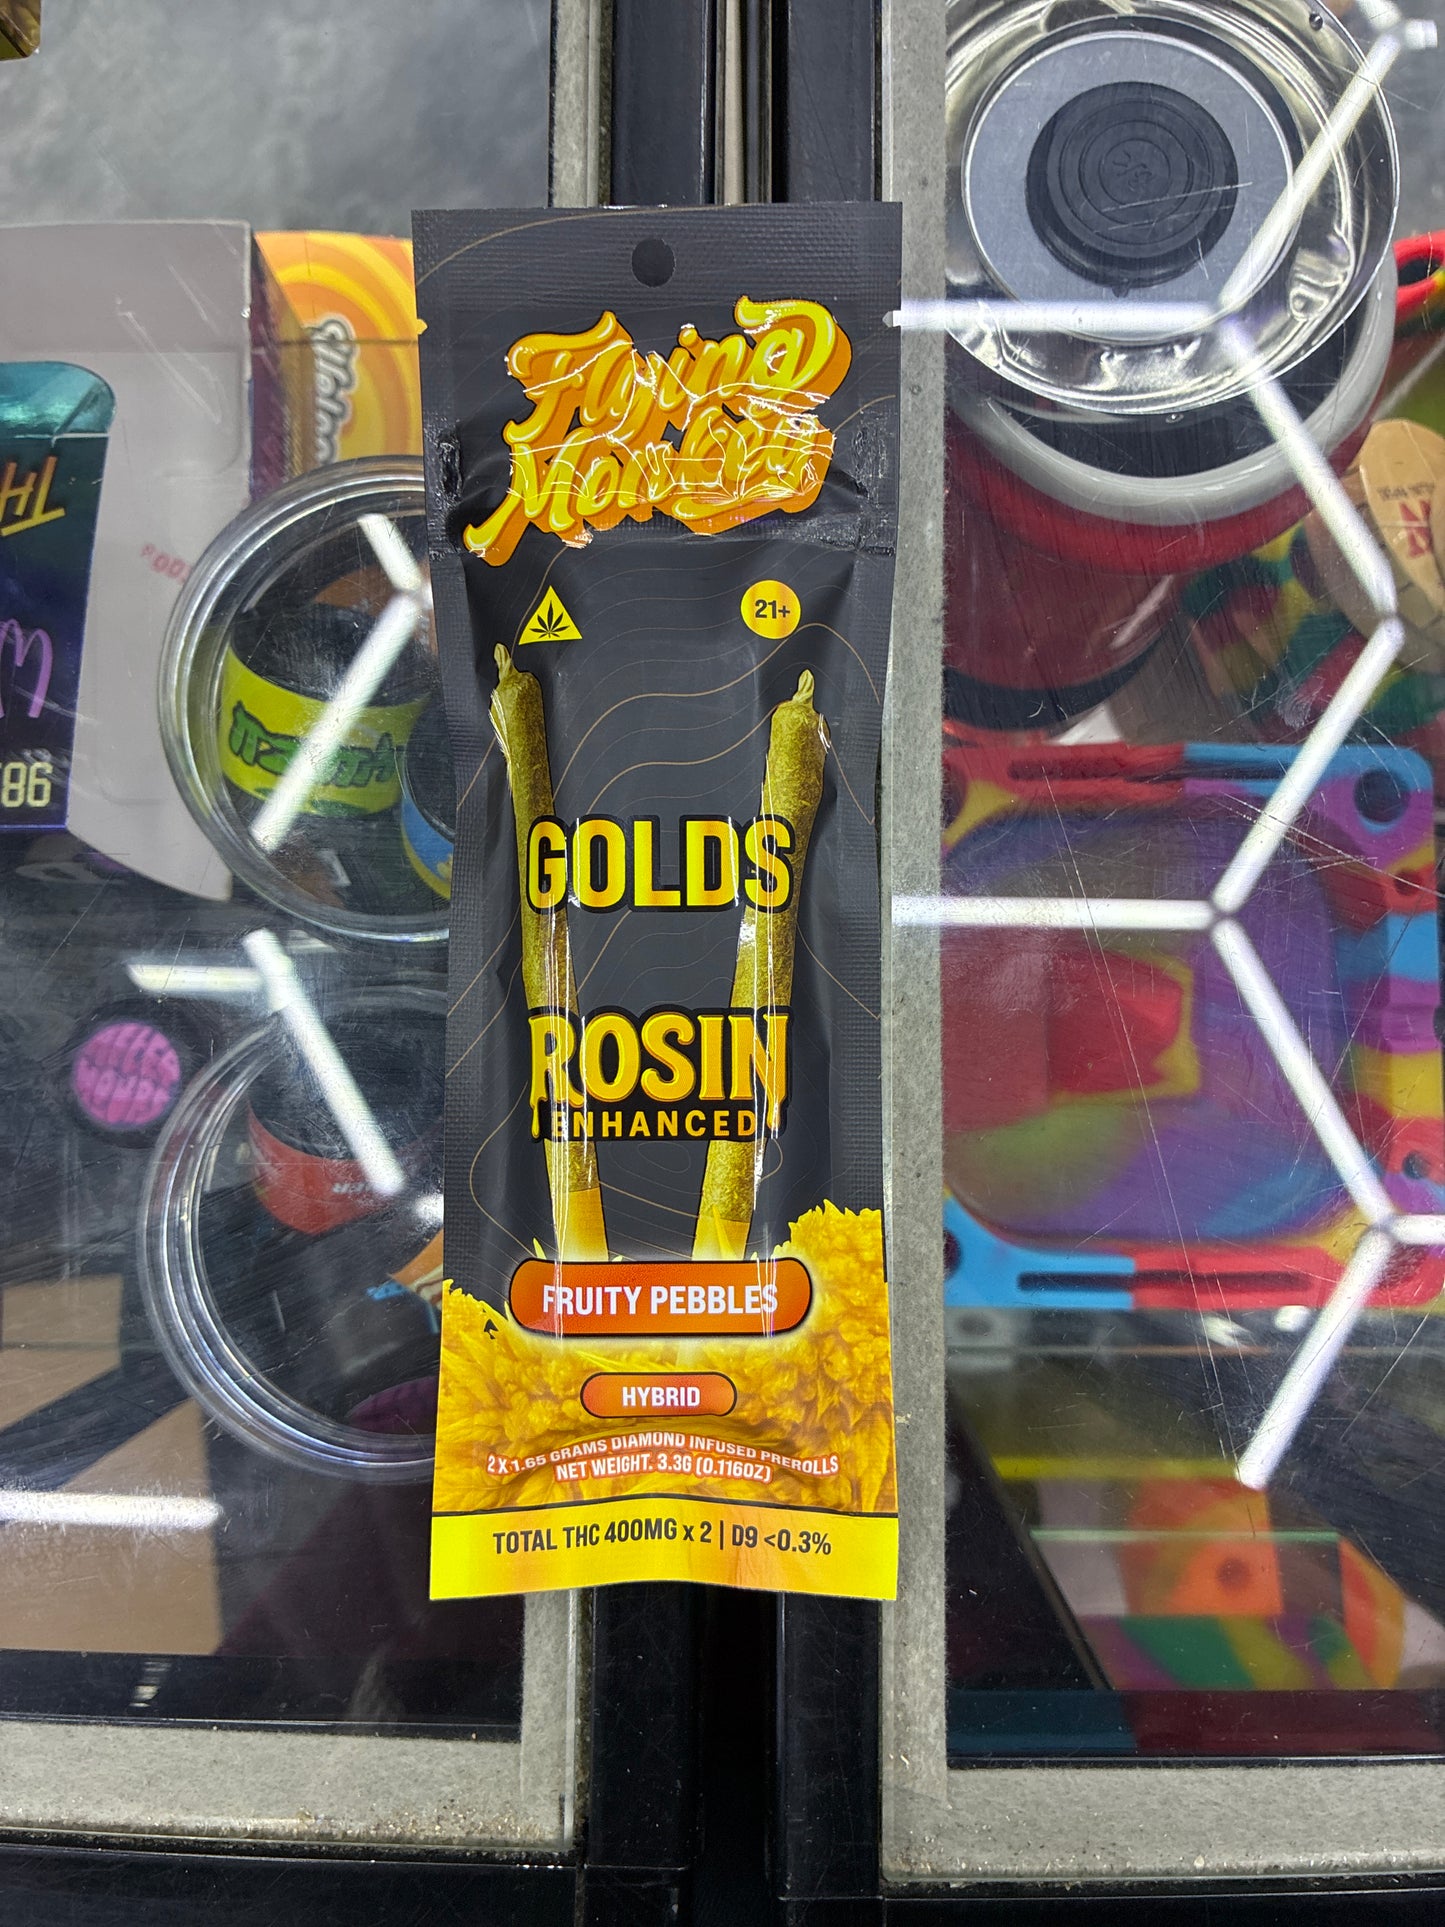 Flying
Monkey
21+
GOLDS
ROSIN
ENHANCED
FRUITY PEBBLES
HYBRID
2 X 1.65 GRAMS DIAMOND INFUSED PREROLLS
NET WEIGHT. 3.3G (0.116OZ)
TOTAL THC 400MG x 2 | D9 <0.3%